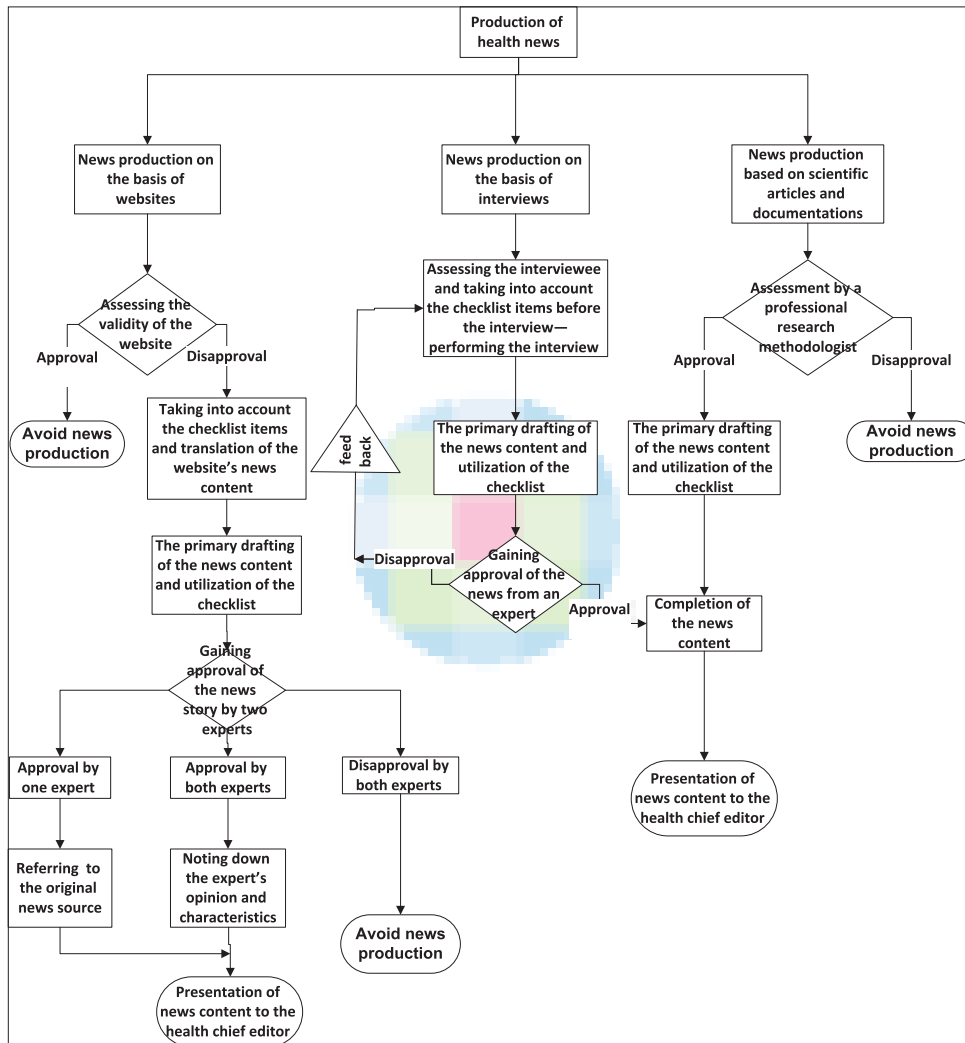 Production of
health news
News production on
the basis of
websites
News production on
the basis of
interviews
News production
based on scientific
articles and
documentations
Assessing the
validity of the
website
Approval
Disapproval
Avoid news
production
Taking into account
the checklist items
and translation of the
website's news
content
The primary drafting
of the news content
and utilization of the
checklist
Gaining
approval of
the news
story by two
experts
Approval by
one expert
Approval by
both experts
Disapproval by
both experts
Referring to
the original
news source
Noting down
the expert's
opinion and
characteristics
Avoid news
production
Presentation of
news content to the
health chief editor
Assessing the interviewee
and taking into account
the checklist items before
the interview—
performing the interview
feed
back
The primary drafting of
the news content and
utilization of the
checklist
Disapproval
Gaining
approval of the
news from an
expert
Approval
Assessment by a
professional
research
methodologist
Approval
Disapproval
Avoid news
production
The primary drafting
of the news content
and utilization of the
checklist
Completion of
the news
content
Presentation of
news content to the
health chief editor